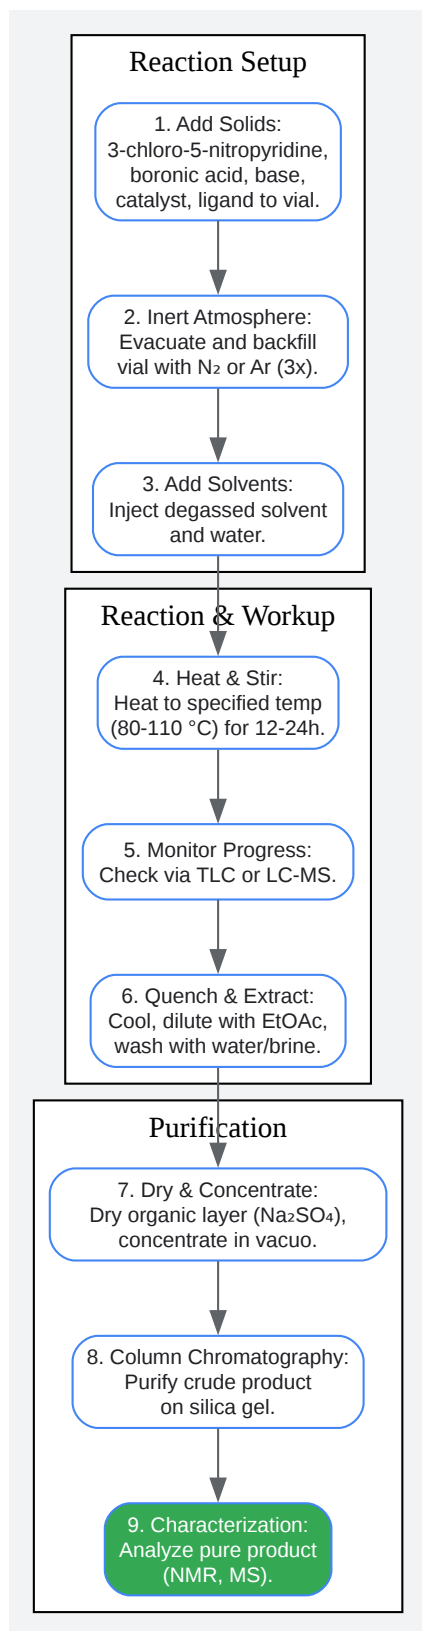 Reaction Setup
1. Add Solids:
3-chloro-5-nitropyridine,
boronic acid, base,
catalyst, ligand to vial.
2. Inert Atmosphere:
Evacuate and backfill
vial with N₂ or Ar (3x).
3. Add Solvents:
Inject degassed solvent
and water.
Reaction & Workup
4. Heat & Stir:
Heat to specified temp
(80-110 °C) for 12-24h.
5. Monitor Progress:
Check via TLC or LC-MS.
6. Quench & Extract:
Cool, dilute with EtOAc,
wash with water/brine.
Purification
7. Dry & Concentrate:
Dry organic layer (Na₂SO₄),
concentrate in vacuo.
8. Column Chromatography:
Purify crude product
on silica gel.
9. Characterization:
Analyze pure product
(NMR, MS).